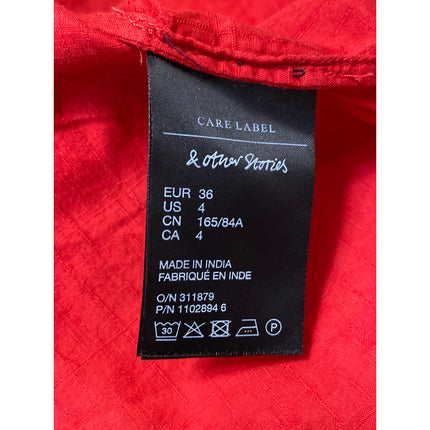 CARE LABEL
& other Stories
EUR 36
US 4
CN 165/84A
CA 4
MADE IN INDIA
FABRIQUÉ EN INDE
O/N 311879
P/N 1102894 6
30 P